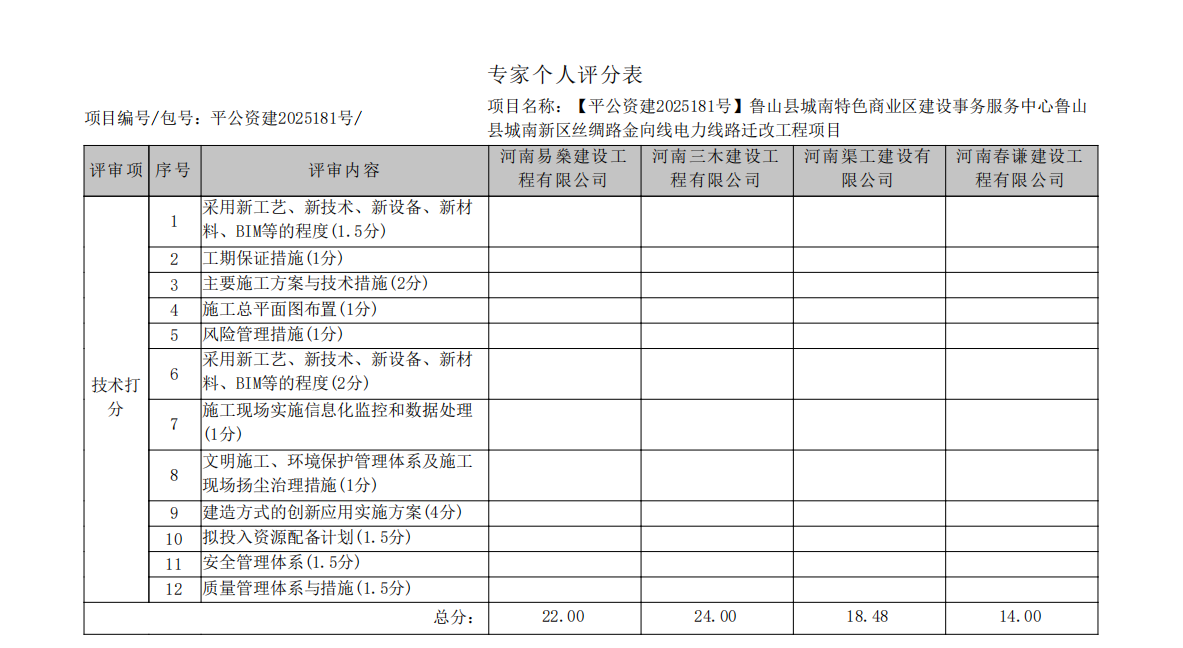 专家个人评分表
项目编号/包号：平公资建2025181号/
项目名称：【平公资建2025181号】鲁山县城南特色商业区建设事务服务中心鲁山
县城南新区丝绸路金向线电力线路迁改工程项目
评审项 序号 评审内容 河南易燊建设工程有限公司 河南三木建设工程有限公司 河南渠工建设有限公司 河南春谦建设工程有限公司
技术打分
1 采用新工艺、新技术、新设备、新材
料、BIM等的程度(1.5分)
2 工期保证措施(1分)
3 主要施工方案与技术措施(2分)
4 施工总平面图布置(1分)
5 风险管理措施(1分)
6 采用新工艺、新技术、新设备、新材
料、BIM等的程度(2分)
7 施工现场实施信息化监控和数据处理
(1分)
8 文明施工、环境保护管理体系及施工
现场扬尘治理措施(1分)
9 建造方式的创新应用实施方案(4分)
10 拟投入资源配备计划(1.5分)
11 安全管理体系(1.5分)
12 质量管理体系与措施(1.5分)
总分： 22.00 24.00 18.48 14.00